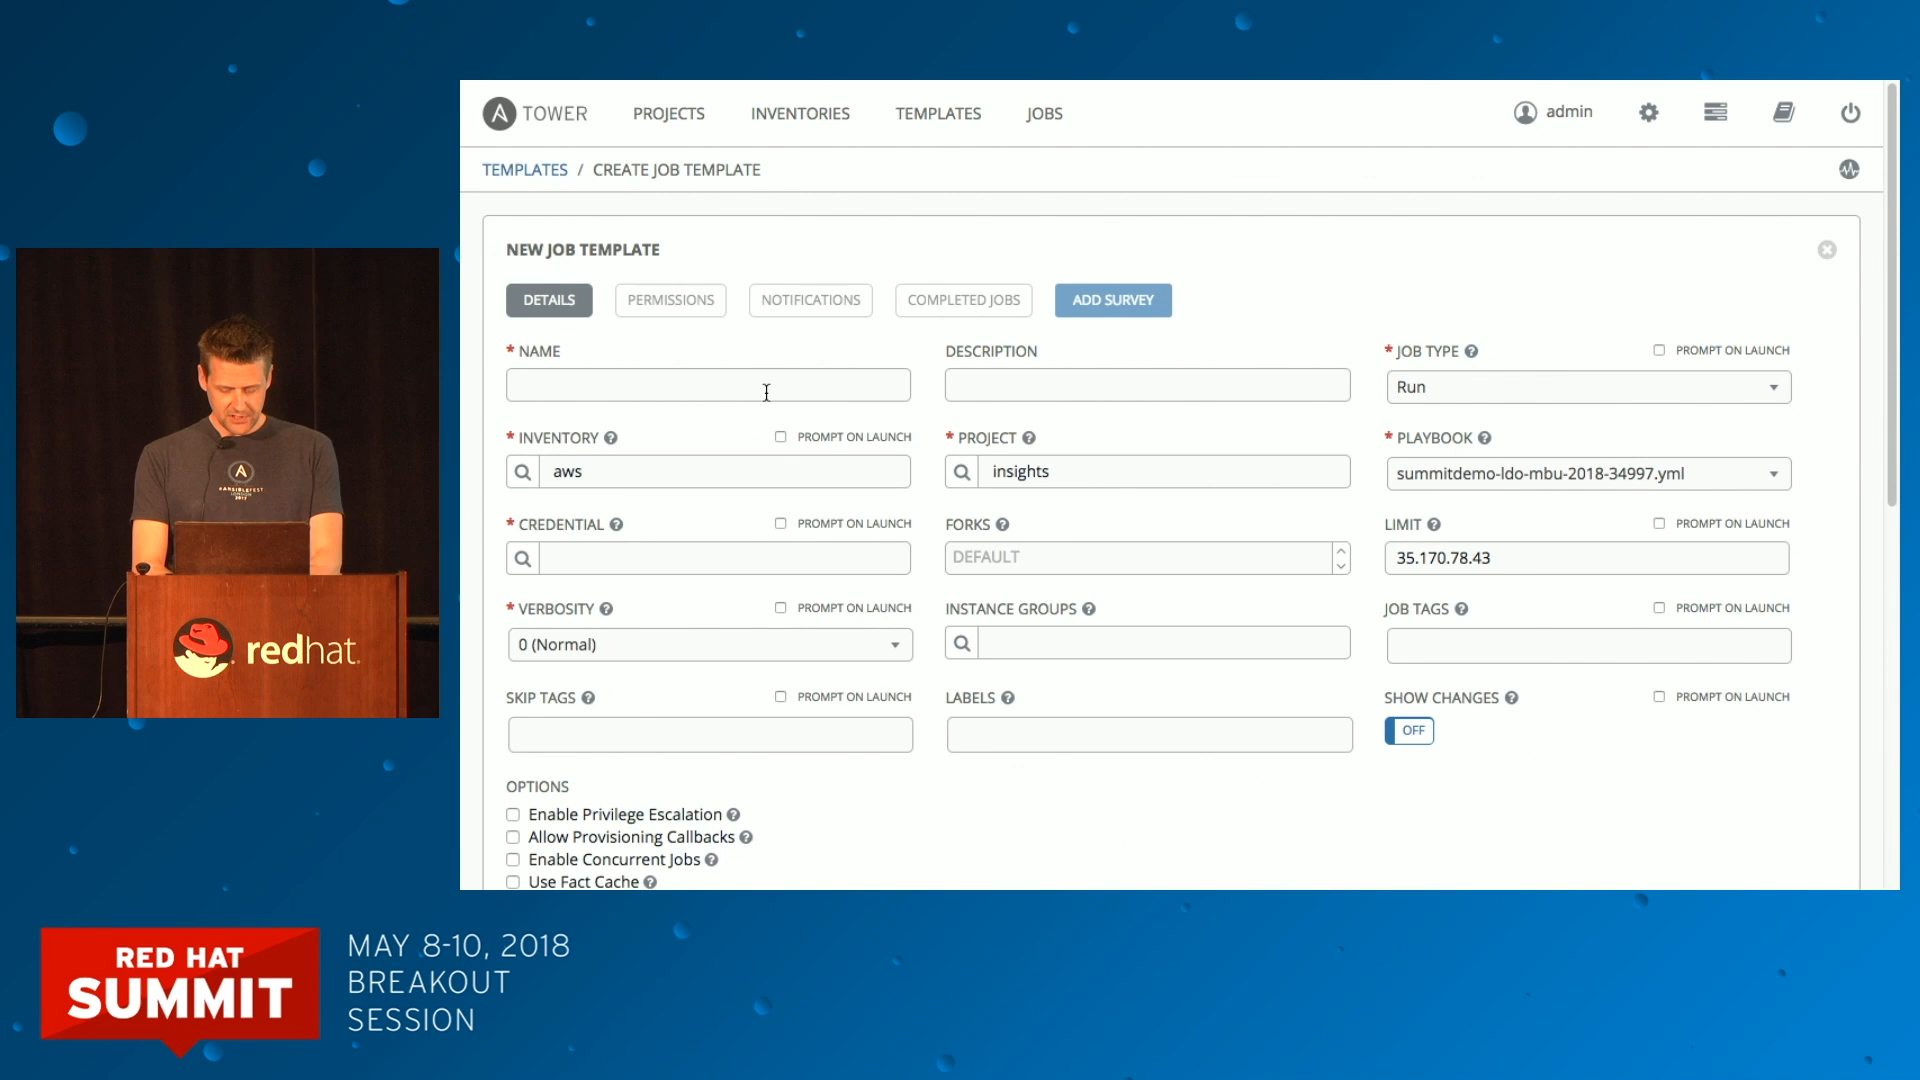 TOWER
PROJECTS
INVENTORIES
TEMPLATES
JOBS
admin
TEMPLATES / CREATE JOB TEMPLATE
NEW JOB TEMPLATE
DETAILS
PERMISSIONS
NOTIFICATIONS
COMPLETED JOBS
ADD SURVEY
* NAME
DESCRIPTION
* JOB TYPE
PROMPT ON LAUNCH
Run
* INVENTORY
PROMPT ON LAUNCH
aws
* PROJECT
insights
* PLAYBOOK
summitdemo-ldo-mbu-2018-34997.yml
* CREDENTIAL
PROMPT ON LAUNCH
FORKS
DEFAULT
LIMIT
PROMPT ON LAUNCH
35.170.78.43
* VERBOSITY
PROMPT ON LAUNCH
0 (Normal)
INSTANCE GROUPS
JOB TAGS
PROMPT ON LAUNCH
SKIP TAGS
PROMPT ON LAUNCH
LABELS
SHOW CHANGES
PROMPT ON LAUNCH
OFF
OPTIONS
Enable Privilege Escalation
Allow Provisioning Callbacks
Enable Concurrent Jobs
Use Fact Cache
#ANSIBLEFEST
LONDON
2017
redhat.
RED HAT
SUMMIT
MAY 8-10, 2018
BREAKOUT
SESSION